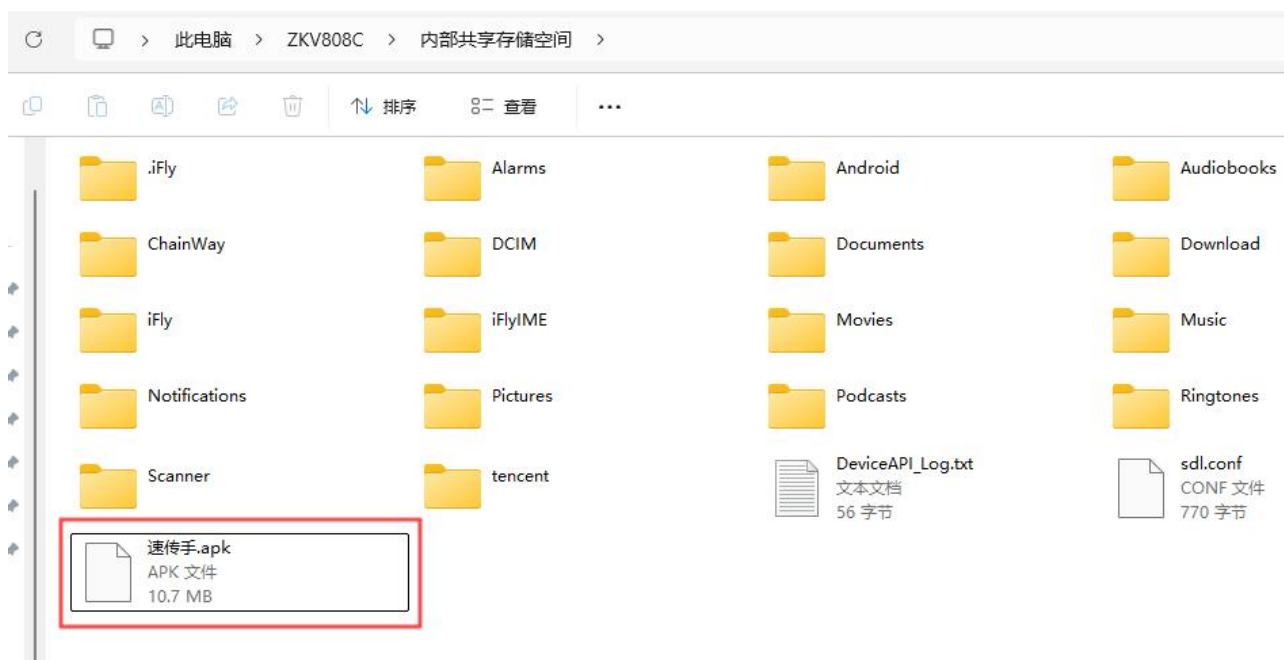 此电脑 > ZKV808C > 内部共享存储空间 >
排序 查看 ...
.iFly Alarms Android Audiobooks
ChainWay DCIM Documents Download
iFly iFlyIME Movies Music
Notifications Pictures Podcasts Ringtones
Scanner tencent
DeviceAPI_Log.txt
文本文档
56 字节
sdl.conf
CONF 文件
770 字节
速传手.apk
APK 文件
10.7 MB